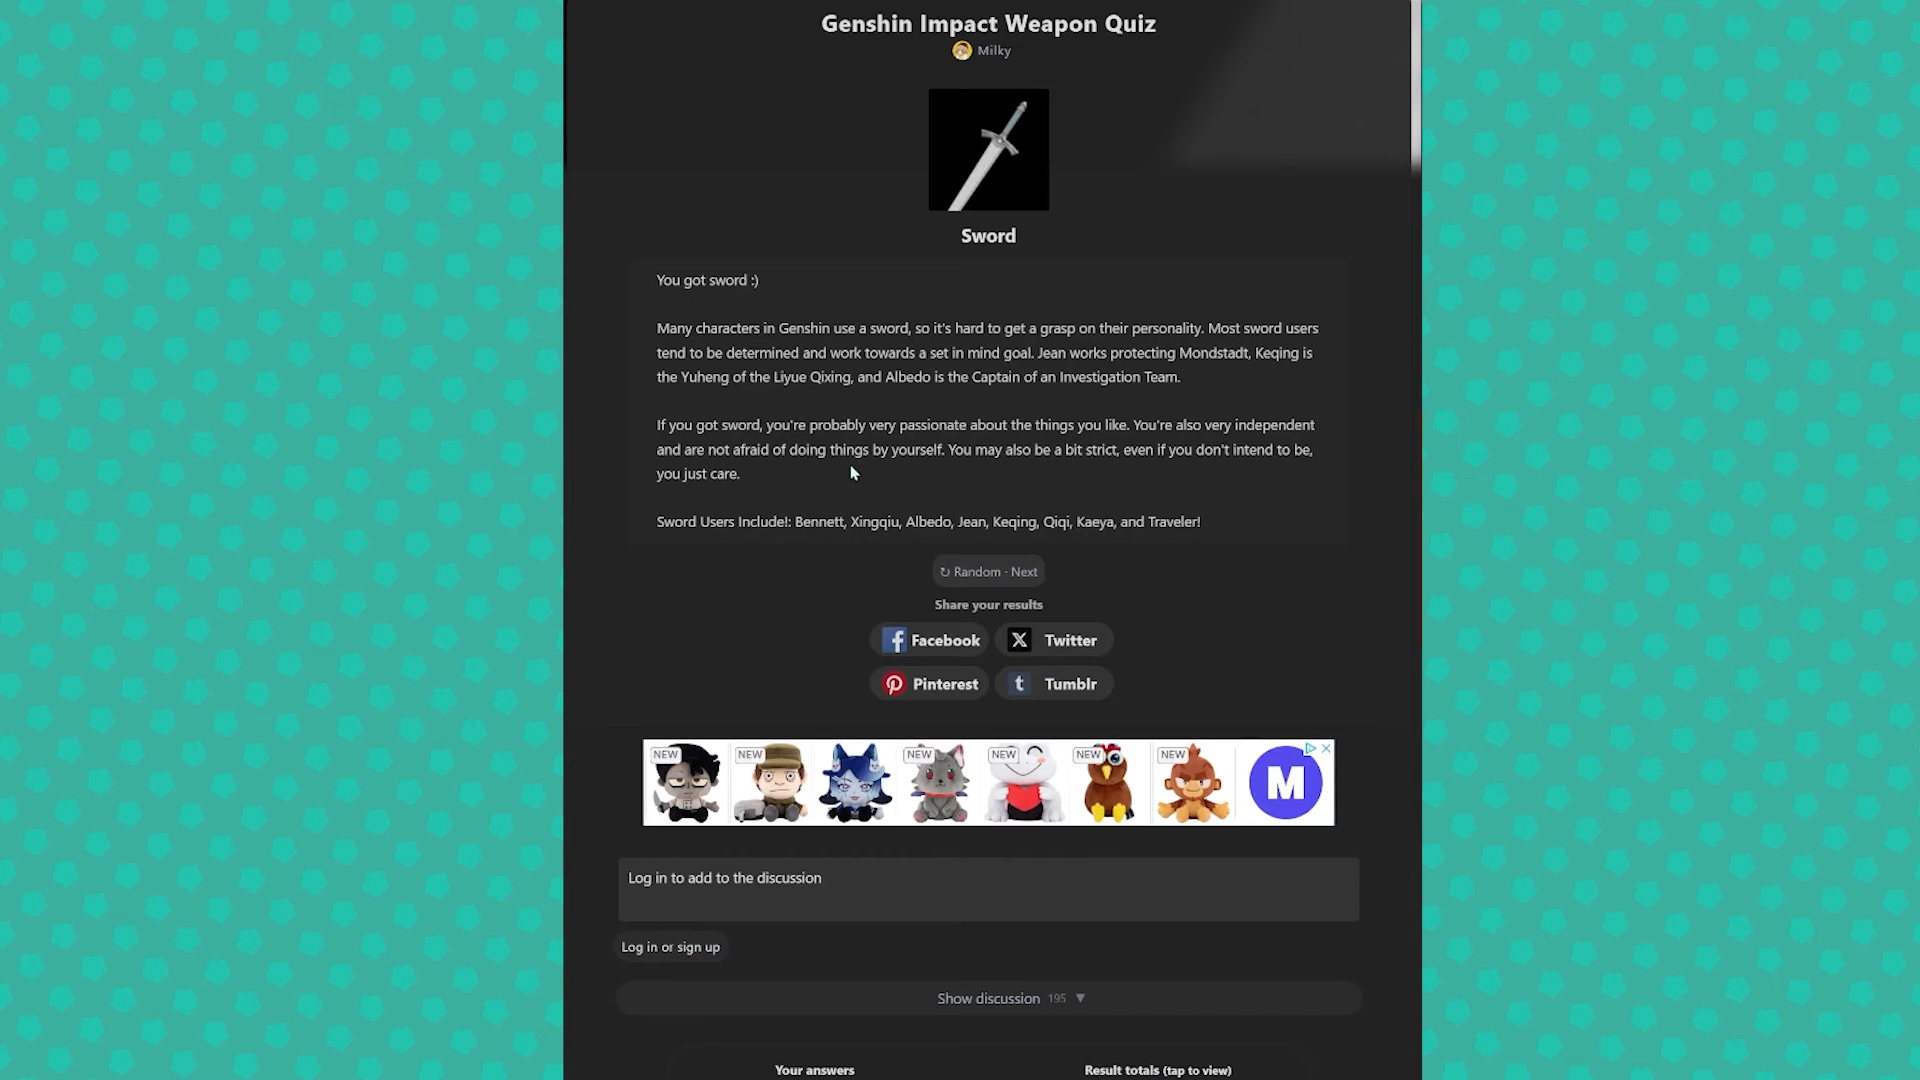 Genshin Impact Weapon Quiz
Milky
Sword
You got sword :)
Many characters in Genshin use a sword, so it's hard to get a grasp on their personality. Most sword users
tend to be determined and work towards a set in mind goal. Jean works protecting Mondstadt, Keqing is
the Yuheng of the Liyue Qixing, and Albedo is the Captain of an Investigation Team.
If you got sword, you're probably very passionate about the things you like. You're also very independent
and are not afraid of doing things by yourself. You may also be a bit strict, even if you don't intend to be,
you just care.
Sword Users Include!: Bennett, Xingqiu, Albedo, Jean, Keqing, Qiqi, Kaeya, and Traveler!
↻ Random · Next
Share your results
Facebook
Twitter
Pinterest
Tumblr
NEW NEW NEW NEW NEW NEW M
Log in to add to the discussion
Log in or sign up
Show discussion 195 ▼
Your answers
Result totals (tap to view)